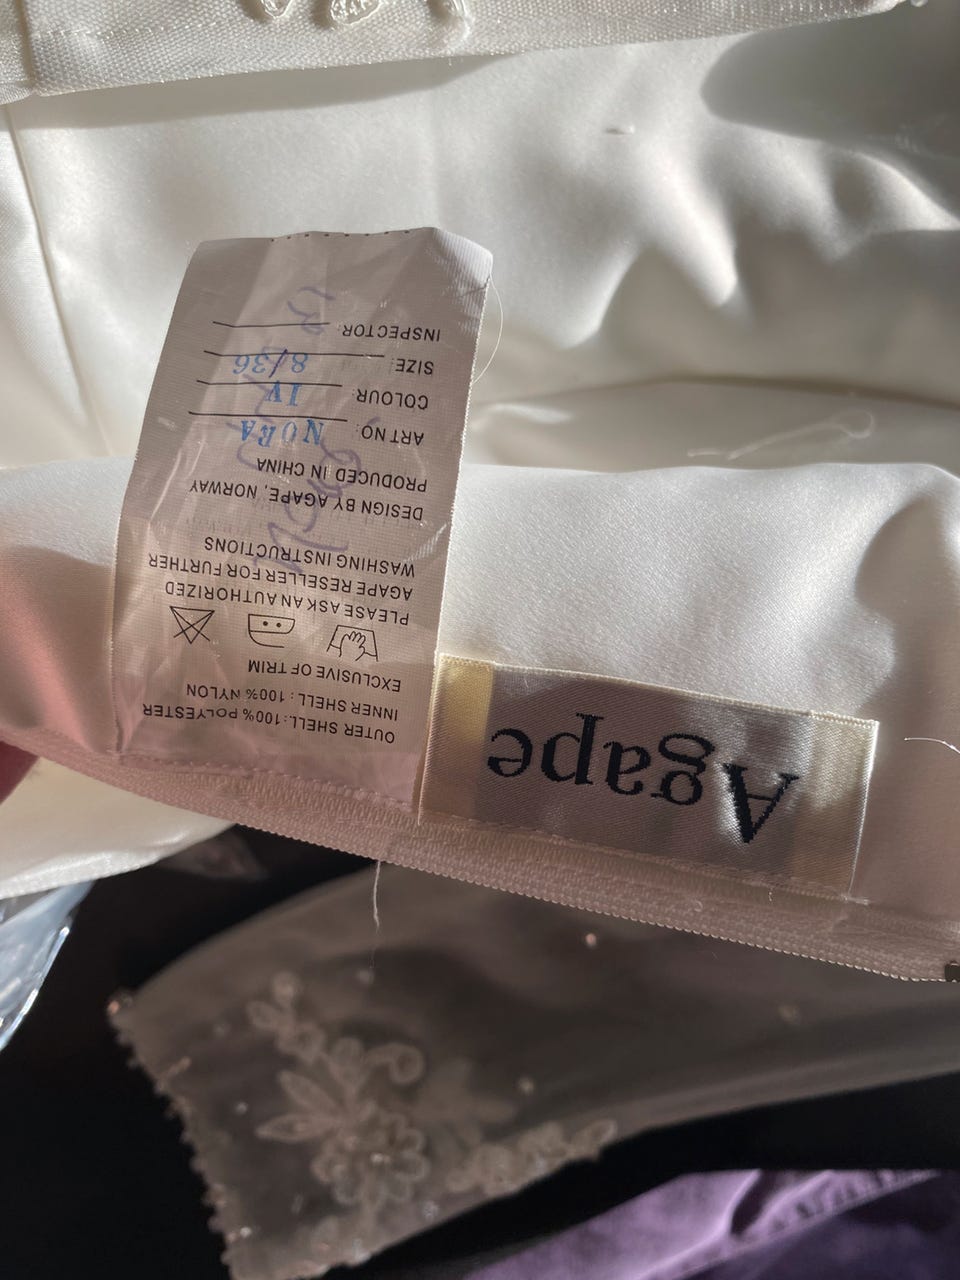 Agape
OUTER SHELL: 100% POLYESTER
INNER SHELL: 100% NYLON
EXCLUSIVE OF TRIM
PLEASE ASK AN AUTHORIZED
AGAPE RESELLER FOR FURTHER
WASHING INSTRUCTIONS
DESIGN BY AGAPE, NORWAY
PRODUCED IN CHINA
ART NO: NORA
COLOUR: IV
SIZE: 8/36
INSPECTOR: